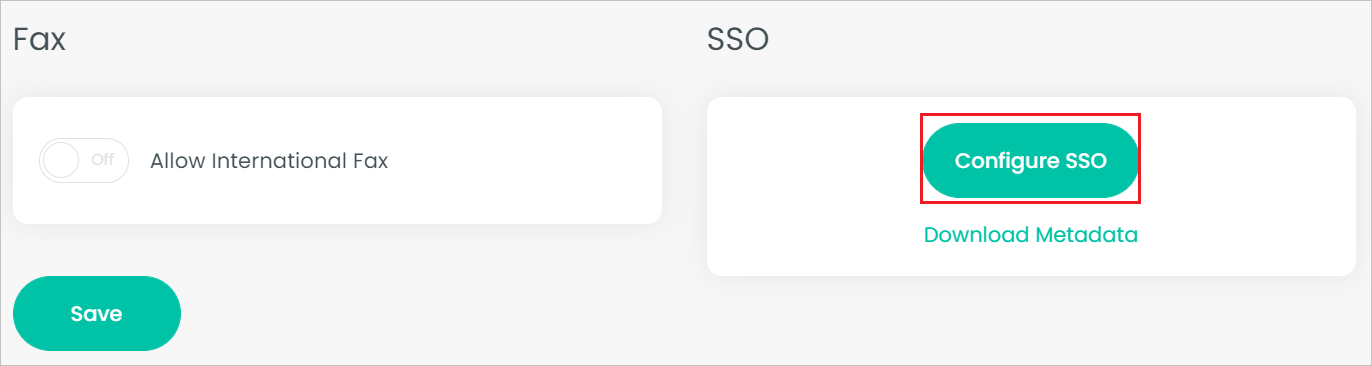 Fax
Off
Allow International Fax
Save
SSO
Configure SSO
Download Metadata